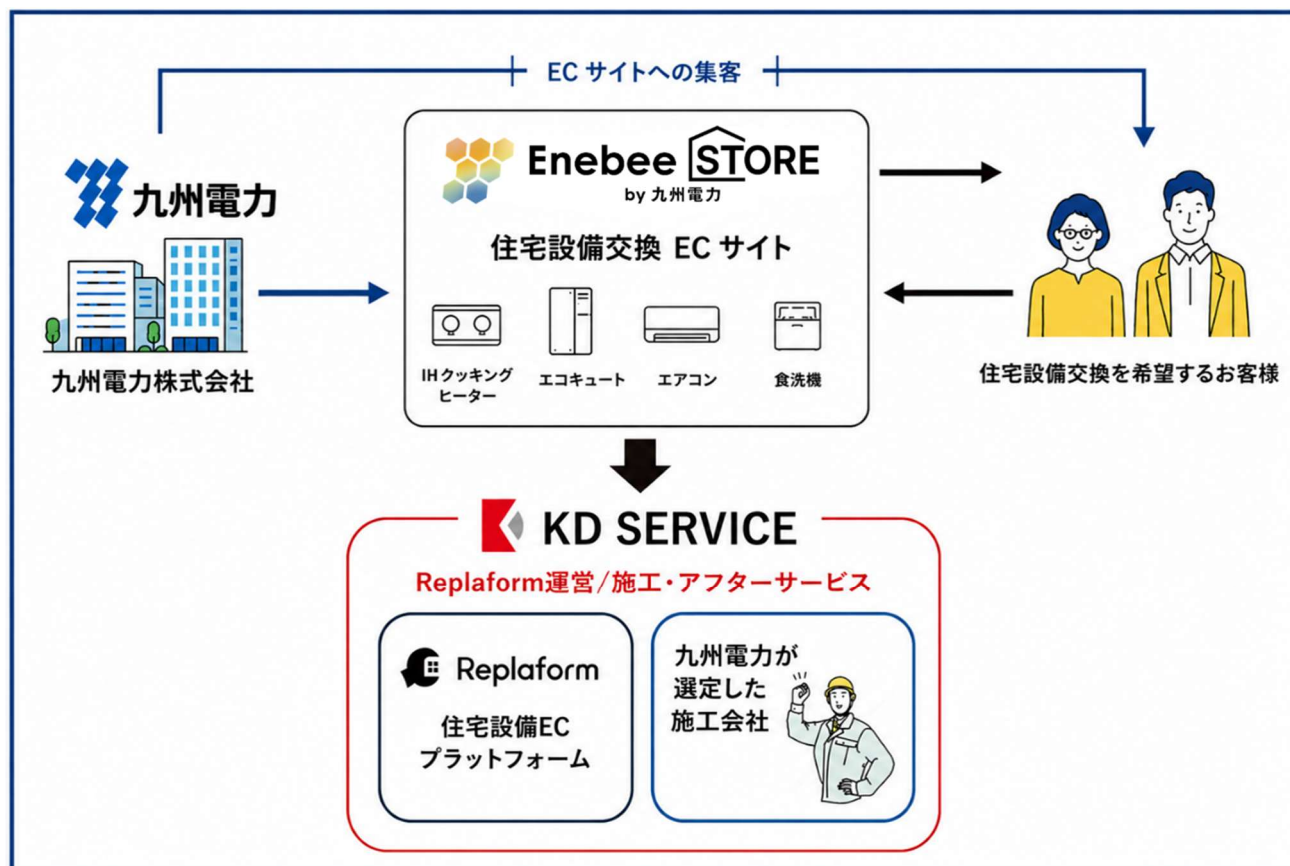 EC サイトへの集客
九州電力
九州電力株式会社
Enebee STORE
by 九州電力
住宅設備交換 EC サイト
IH クッキング
ヒーター
エコキュート
エアコン
食洗機
住宅設備交換を希望するお客様
KD SERVICE
Replaform運営/施工・アフターサービス
Replaform
住宅設備EC
プラットフォーム
九州電力が
選定した
施工会社